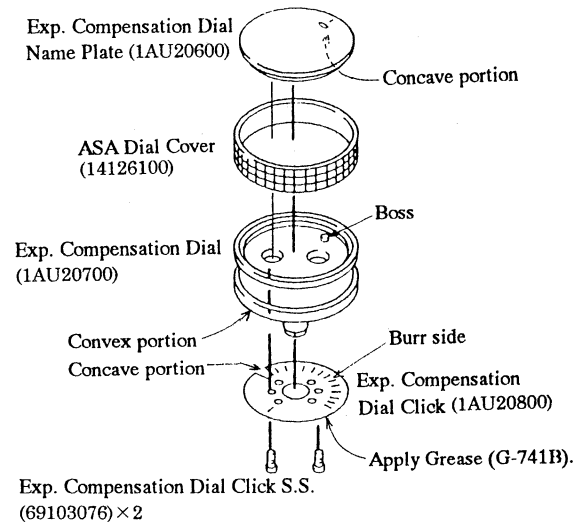 Exp. Compensation Dial
Name Plate (1AU20600)
Concave portion
ASA Dial Cover
(14126100)
Boss
Exp. Compensation Dial
(1AU20700)
Convex portion
Burr side
Concave portion
Exp. Compensation
Dial Click (1AU20800)
Apply Grease (G-741B).
Exp. Compensation Dial Click S.S.
(69103076)×2